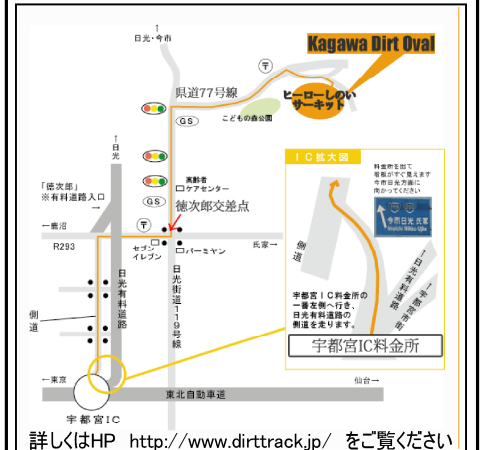 ↑
日光・今市
Kagawa Dirt Oval
〒
県道77号線
ヒーローしのい
サーキット
GS
こどもの森公園
↑
日光
IC拡大図
料金所を出て
看板がすぐ見えます
今市日光方面に
向かってください
「徳次郎」
※有料道路入口
高齢者
ケアセンター
GS
徳次郎交差点
今市日光 氏家
Imaichi Nikko Ujiie
←鹿沼
〒
R293
セブン
イレブン
バーミヤン
氏家→
側道
↑日光有料道路
↑宇都宮市街
日光有料道路
日光街道119号線
側道
宇都宮IC料金所の
一番左側へ行き、
日光有料道路の
側道を走ります。
宇都宮IC料金所
←東京
仙台→
東北自動車道
宇都宮IC
詳しくはHP http://www.dirttrack.jp/ をご覧ください